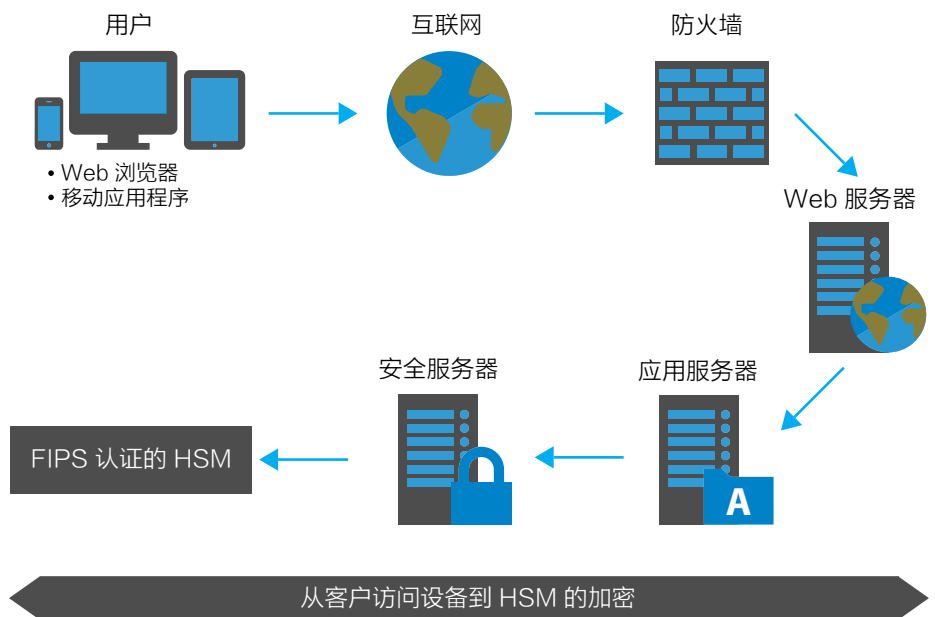 用户
互联网
防火墙
• Web 浏览器
• 移动应用程序
Web 服务器
安全服务器
应用服务器
FIPS 认证的 HSM
A
从客户访问设备到 HSM 的加密